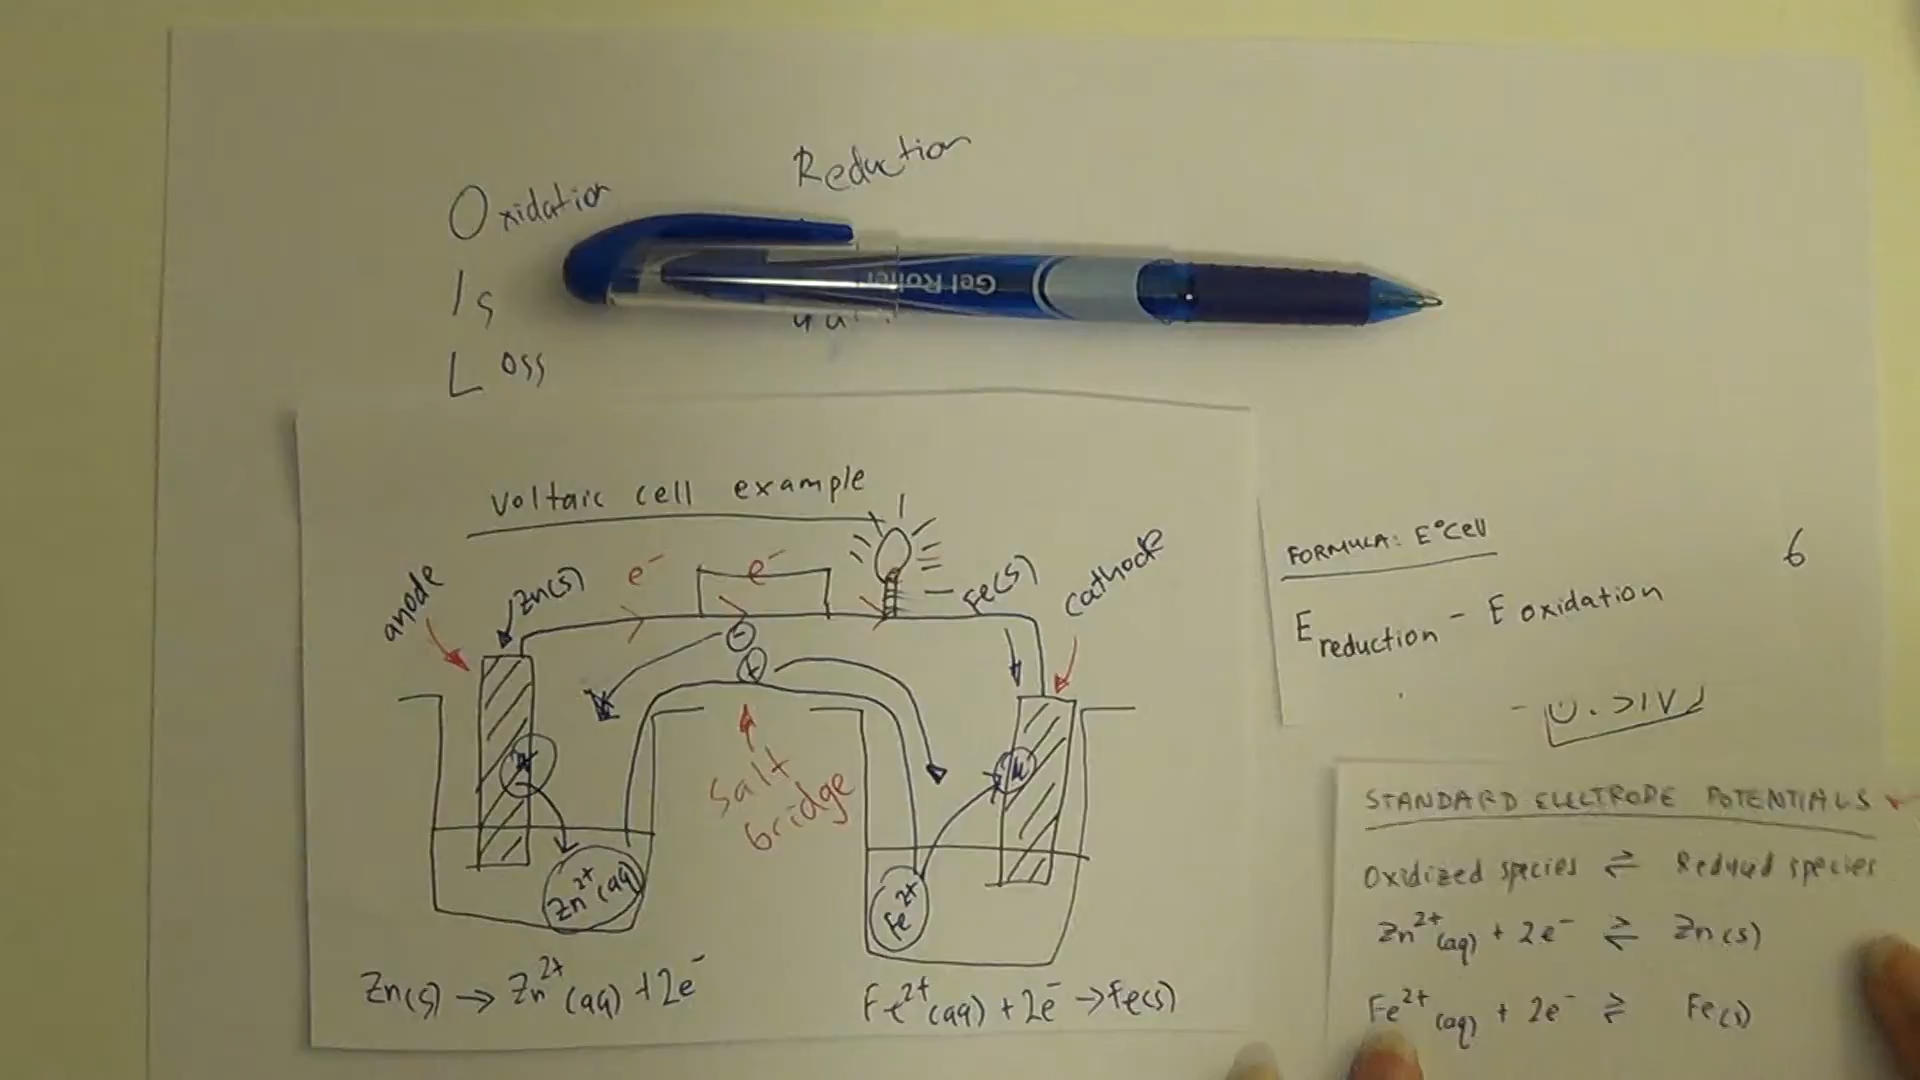 Oxidation
Reduction
Is
Loss
Gel Roller
voltaic cell example
anode
Zn(s)
e⁻
e⁻
Fe(s)
cathode
−
+
salt
bridge
Zn²⁺(aq)
Fe²⁺
Zn(s) → Zn²⁺(aq) + 2e⁻
Fe²⁺(aq) + 2e⁻ → Fe(s)
FORMULA: E°cell
E reduction − E oxidation
6
STANDARD ELECTRODE POTENTIALS
Oxidized species ⇌ Reduced species
Zn²⁺(aq) + 2e⁻ ⇌ Zn(s)
Fe²⁺(aq) + 2e⁻ ⇌ Fe(s)